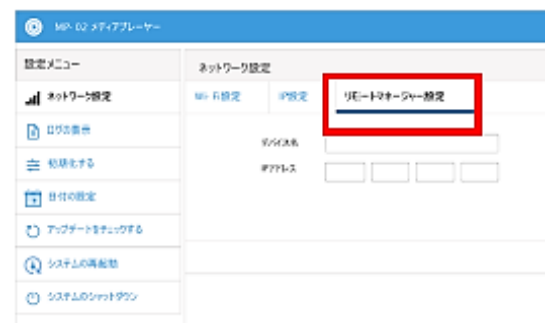 MP-02 メディアプレーヤー
設定メニュー
ネットワーク設定
ネットワーク設定
Wi-Fi設定
IP設定
リモートマネージャー設定
ログの表示
デバイス名
初期化する
IPアドレス
日付の設定
アップデートをチェックする
システムの再起動
システムのシャットダウン